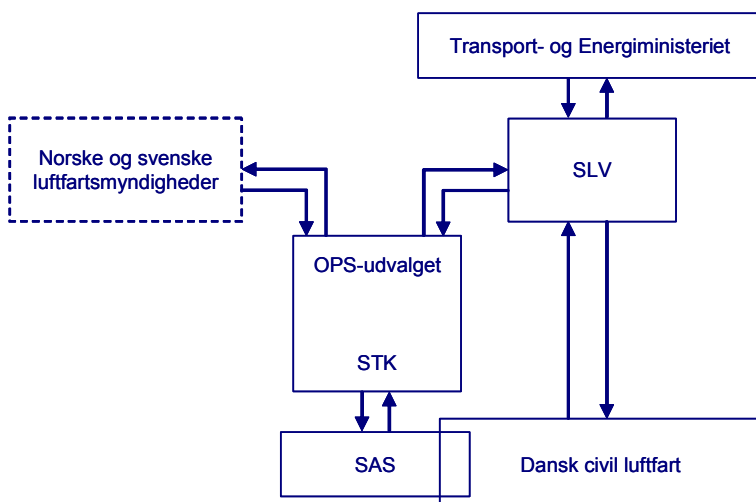 Transport- og Energiministeriet
Norske og svenske
luftfartsmyndigheder
SLV
OPS-udvalget
STK
SAS
Dansk civil luftfart